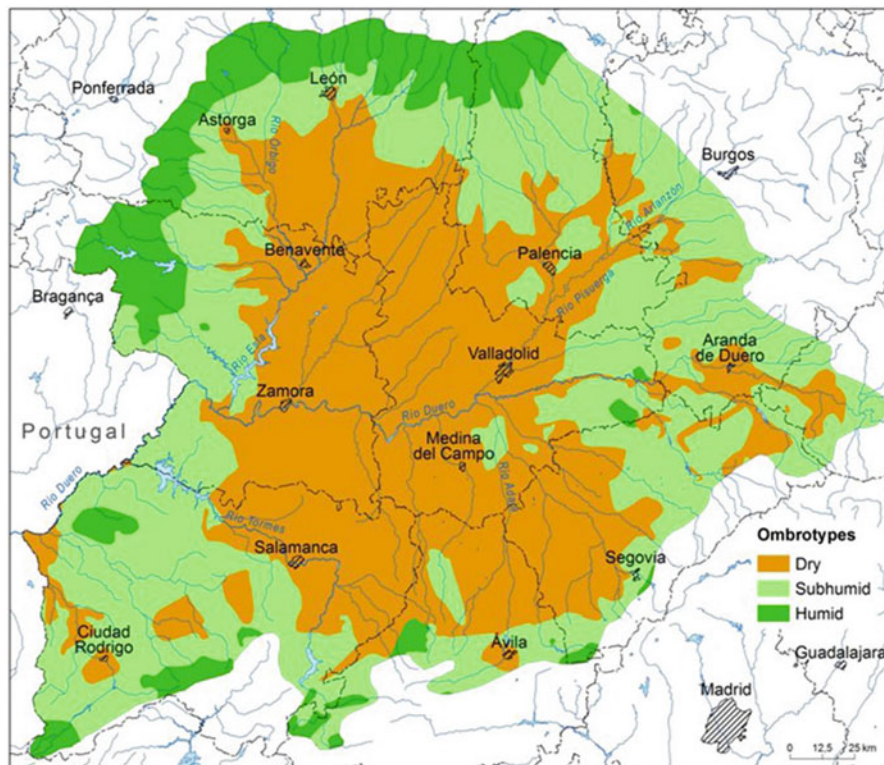 Ponferrada
León
Astorga
Río Orbigo
Burgos
Río Arlanzón
Benavente
Palencia
Bragança
Río Pisuerga
Río Esla
Valladolid
Aranda
de Duero
Zamora
Río Duero
Portugal
Medina
del Campo
Río Duero
Río Adaja
Río Tormes
Salamanca
Segovia
Ombrotypes
Dry
Subhumid
Humid
Ciudad
Rodrigo
Ávila
Guadalajara
Madrid
0 12,5 25 km